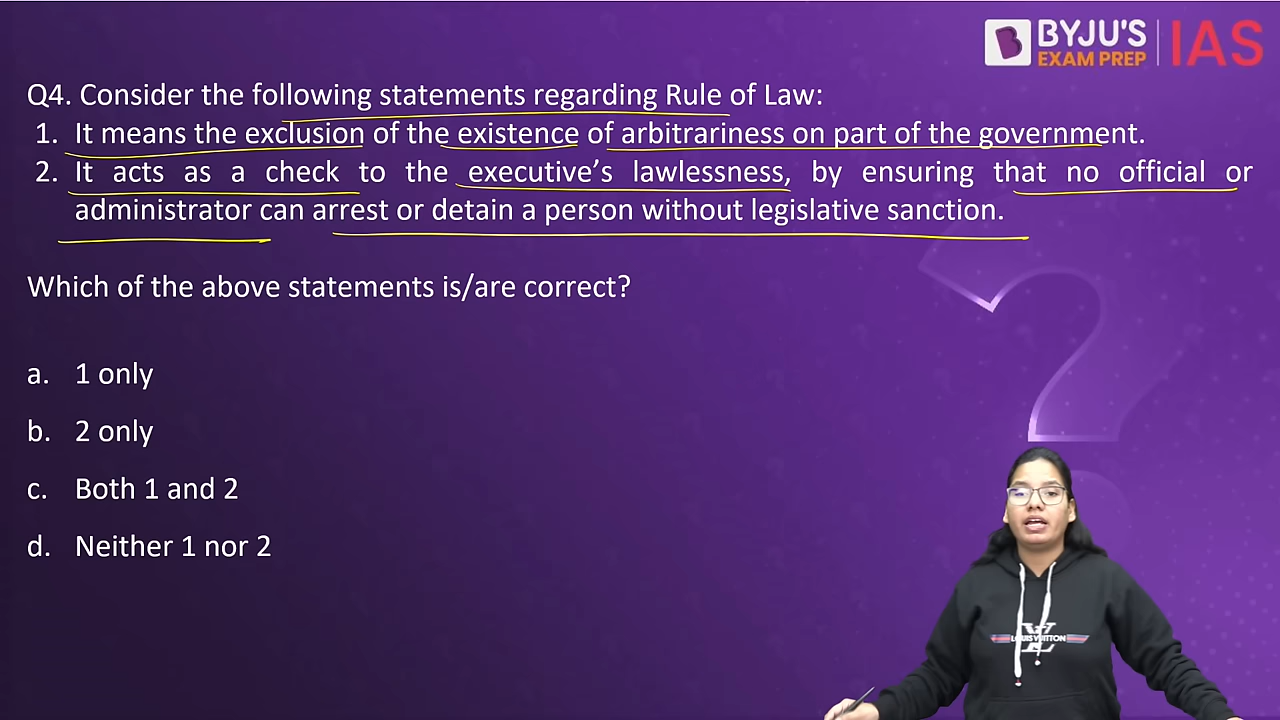 BYJU'S
EXAM PREP
IAS
Q4. Consider the following statements regarding Rule of Law:
1. It means the exclusion of the existence of arbitrariness on part of the government.
2. It acts as a check to the executive's lawlessness, by ensuring that no official or
administrator can arrest or detain a person without legislative sanction.
Which of the above statements is/are correct?
a. 1 only
b. 2 only
c. Both 1 and 2
d. Neither 1 nor 2
LOUIS VUITTON